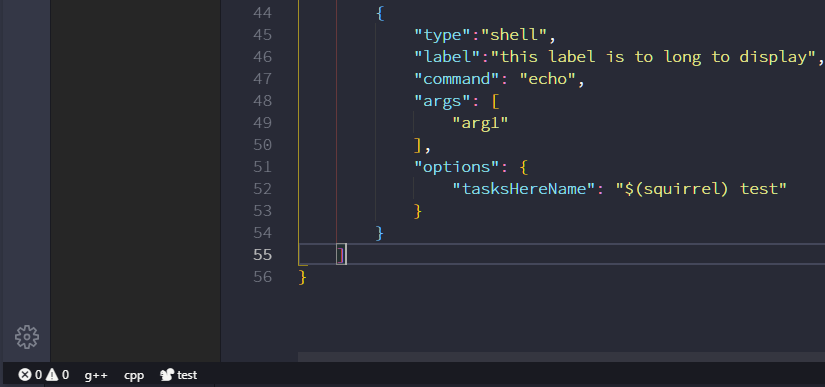 44 {
45 "type":"shell",
46 "label":"this label is to long to display",
47 "command": "echo",
48 "args": [
49 "arg1"
50 ],
51 "options": {
52 "tasksHereName": "$(squirrel) test"
53 }
54 }
55 ]
56 }
0 0 g++ cpp test